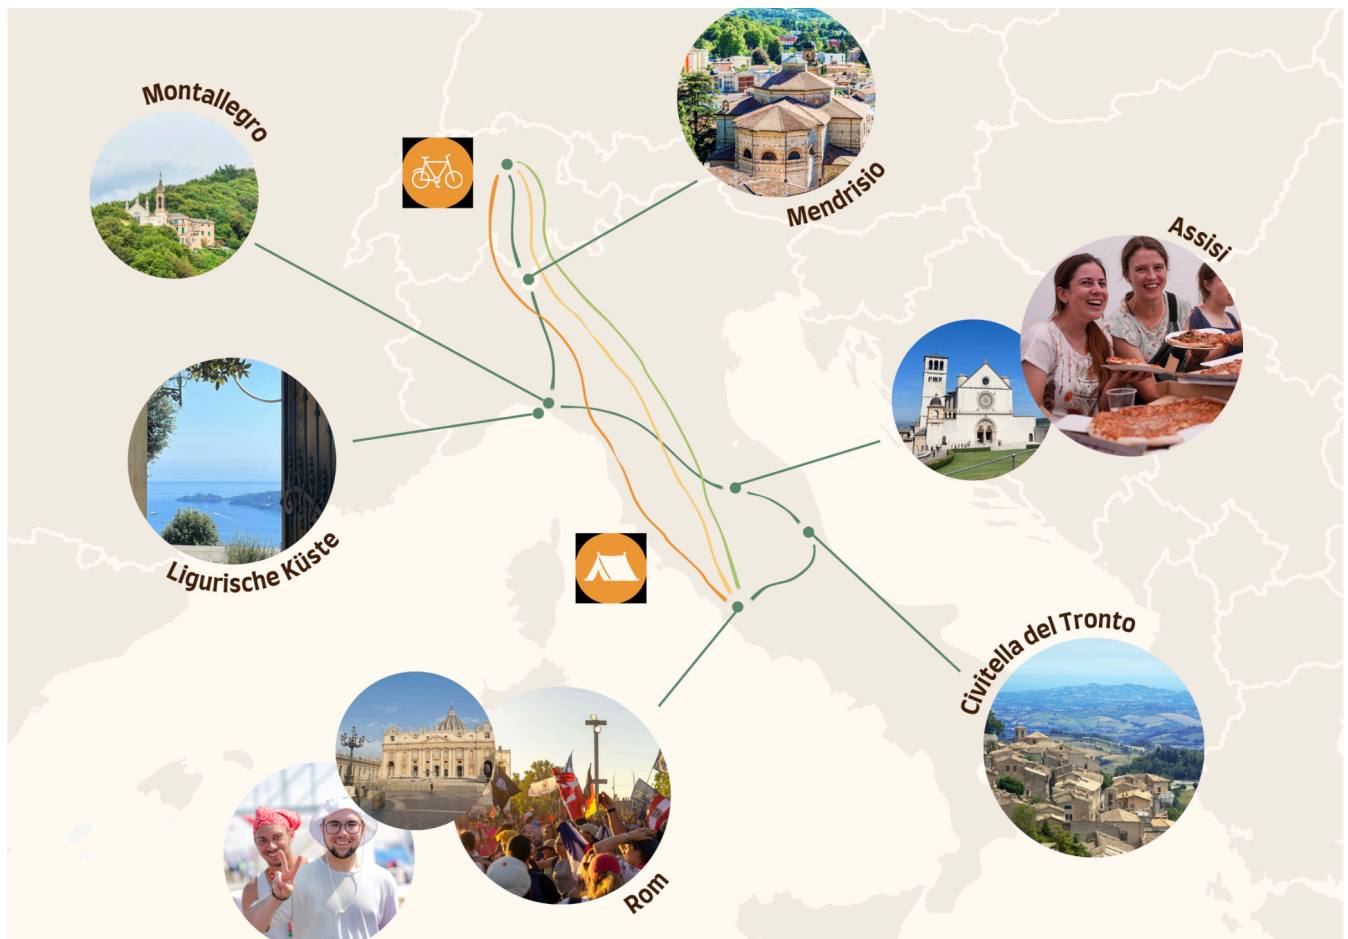 Montallegro
Mendrisio
Assisi
Ligurische Küste
Civitella del Tronto
Rom